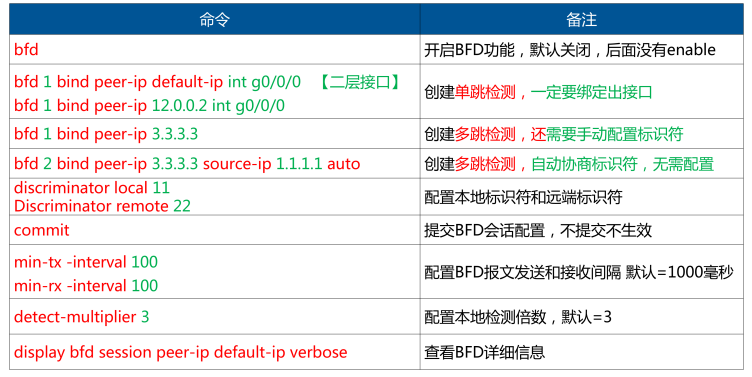 命令
备注
bfd
开启BFD功能，默认关闭，后面没有enable
bfd 1 bind peer-ip default-ip int g0/0/0 【二层接口】
bfd 1 bind peer-ip 12.0.0.2 int g0/0/0
创建单跳检测，一定要绑定出接口
bfd 1 bind peer-ip 3.3.3.3
创建多跳检测，还需要手动配置标识符
bfd 2 bind peer-ip 3.3.3.3 source-ip 1.1.1.1 auto
创建多跳检测，自动协商标识符，无需配置
discriminator local 11
Discriminator remote 22
配置本地标识符和远端标识符
commit
提交BFD会话配置，不提交不生效
min-tx -interval 100
min-rx -interval 100
配置BFD报文发送和接收间隔 默认=1000毫秒
detect-multiplier 3
配置本地检测倍数，默认=3
display bfd session peer-ip default-ip verbose
查看BFD详细信息